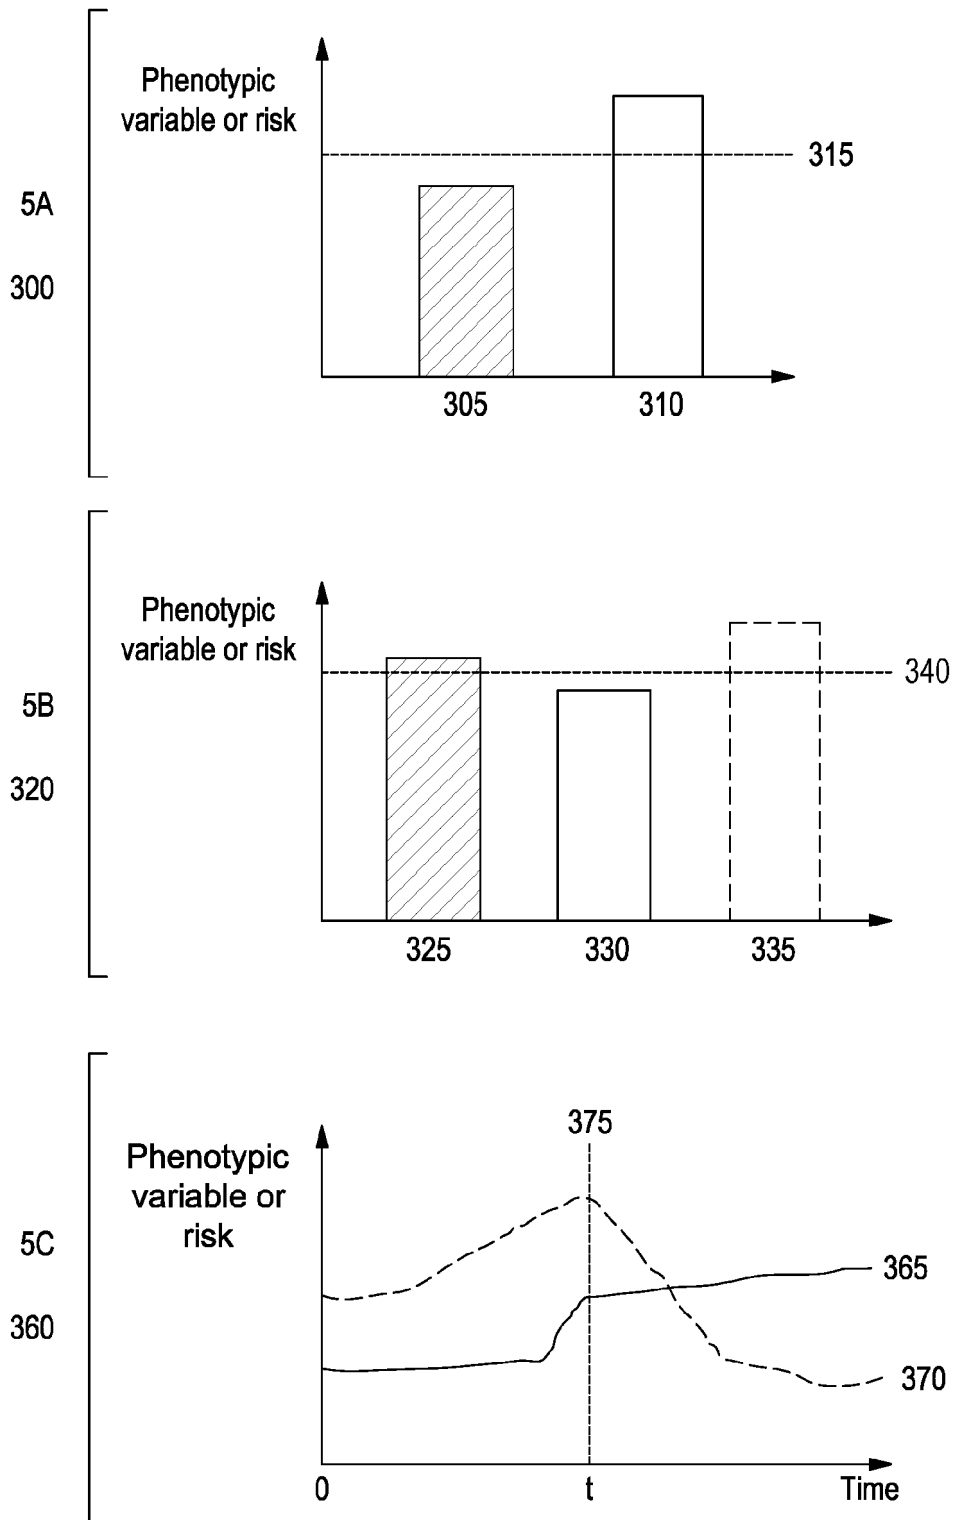 Phenotypic
variable or risk
315
5A
300
305 310
Phenotypic
variable or risk
340
5B
320
325 330 335
375
Phenotypic
variable or
risk
5C
365
360
370
0 t Time